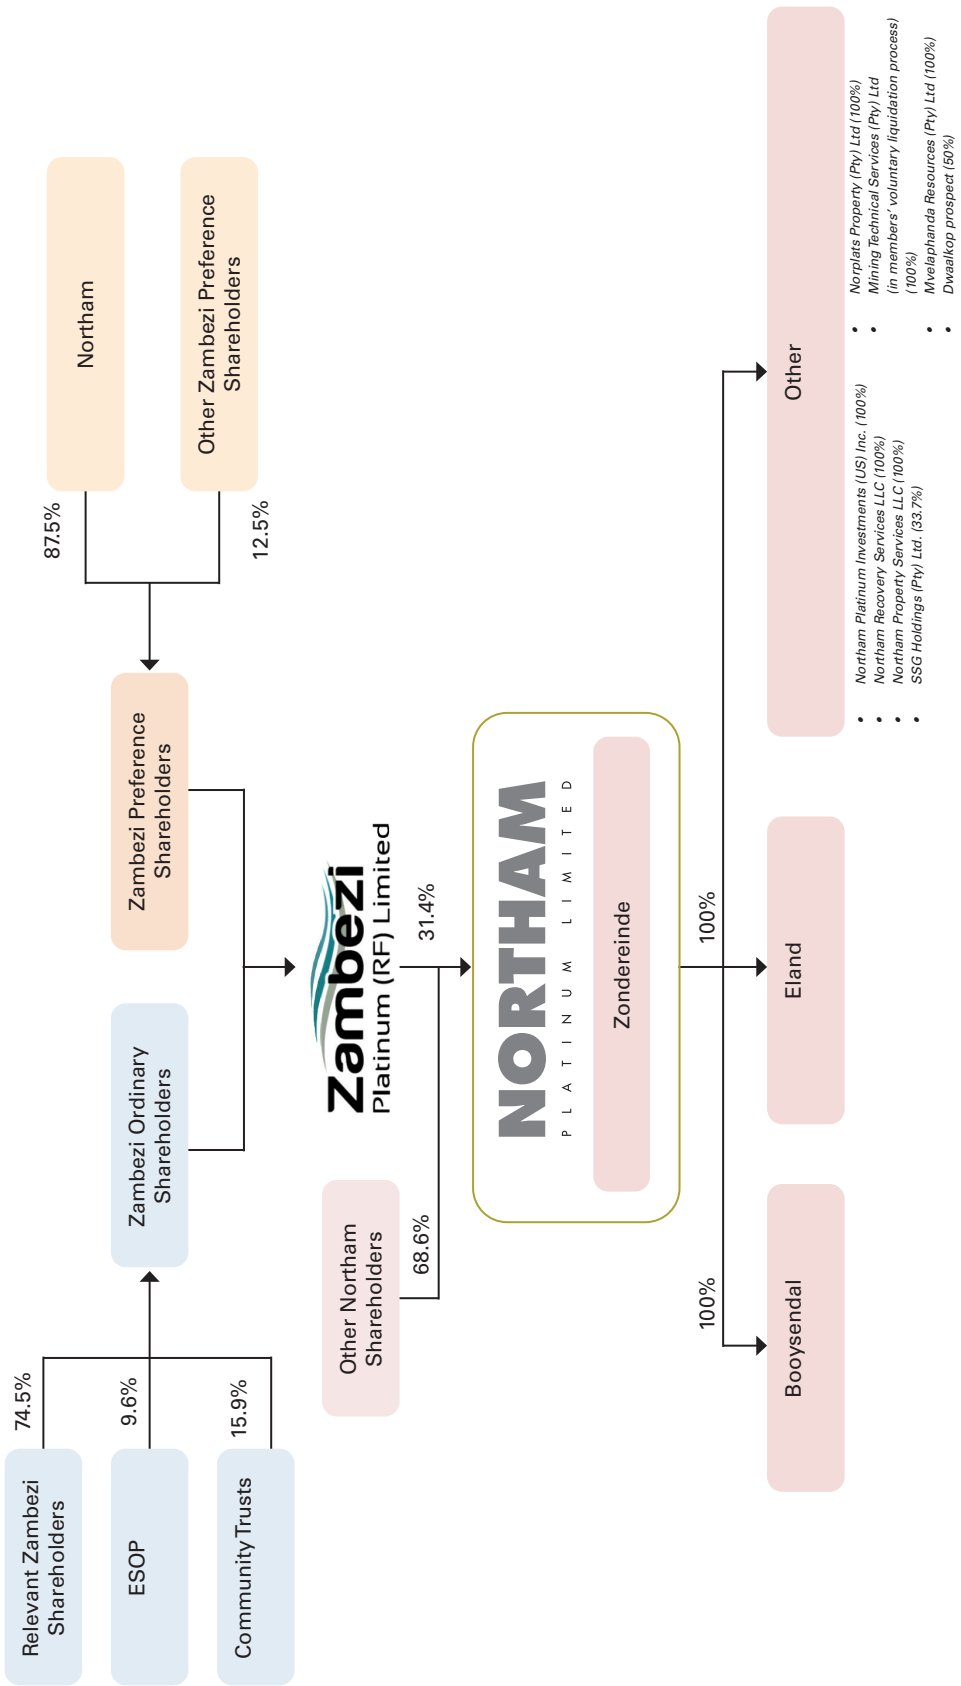 Relevant Zambezi
Shareholders
74.5%
ESOP
9.6%
Community Trusts
15.9%
Zambezi Ordinary
Shareholders
Zambezi Preference
Shareholders
87.5%
Northam
12.5%
Other Zambezi Preference
Shareholders
Zambezi
Platinum (RF) Limited
Other Northam
Shareholders
68.6%
31.4%
NORTHAM
PLATINUM LIMITED
Zondereinde
100%
100%
Booysendal
Eland
Other
• Northam Platinum Investments (US) Inc. (100%)
• Northam Recovery Services LLC (100%)
• Northam Property Services LLC (100%)
• SSG Holdings (Pty) Ltd. (33.7%)
• Norplats Property (Pty) Ltd (100%)
• Mining Technical Services (Pty) Ltd
(in members’ voluntary liquidation process)
(100%)
• Mvelaphanda Resources (Pty) Ltd (100%)
• Dwaalkop prospect (50%)